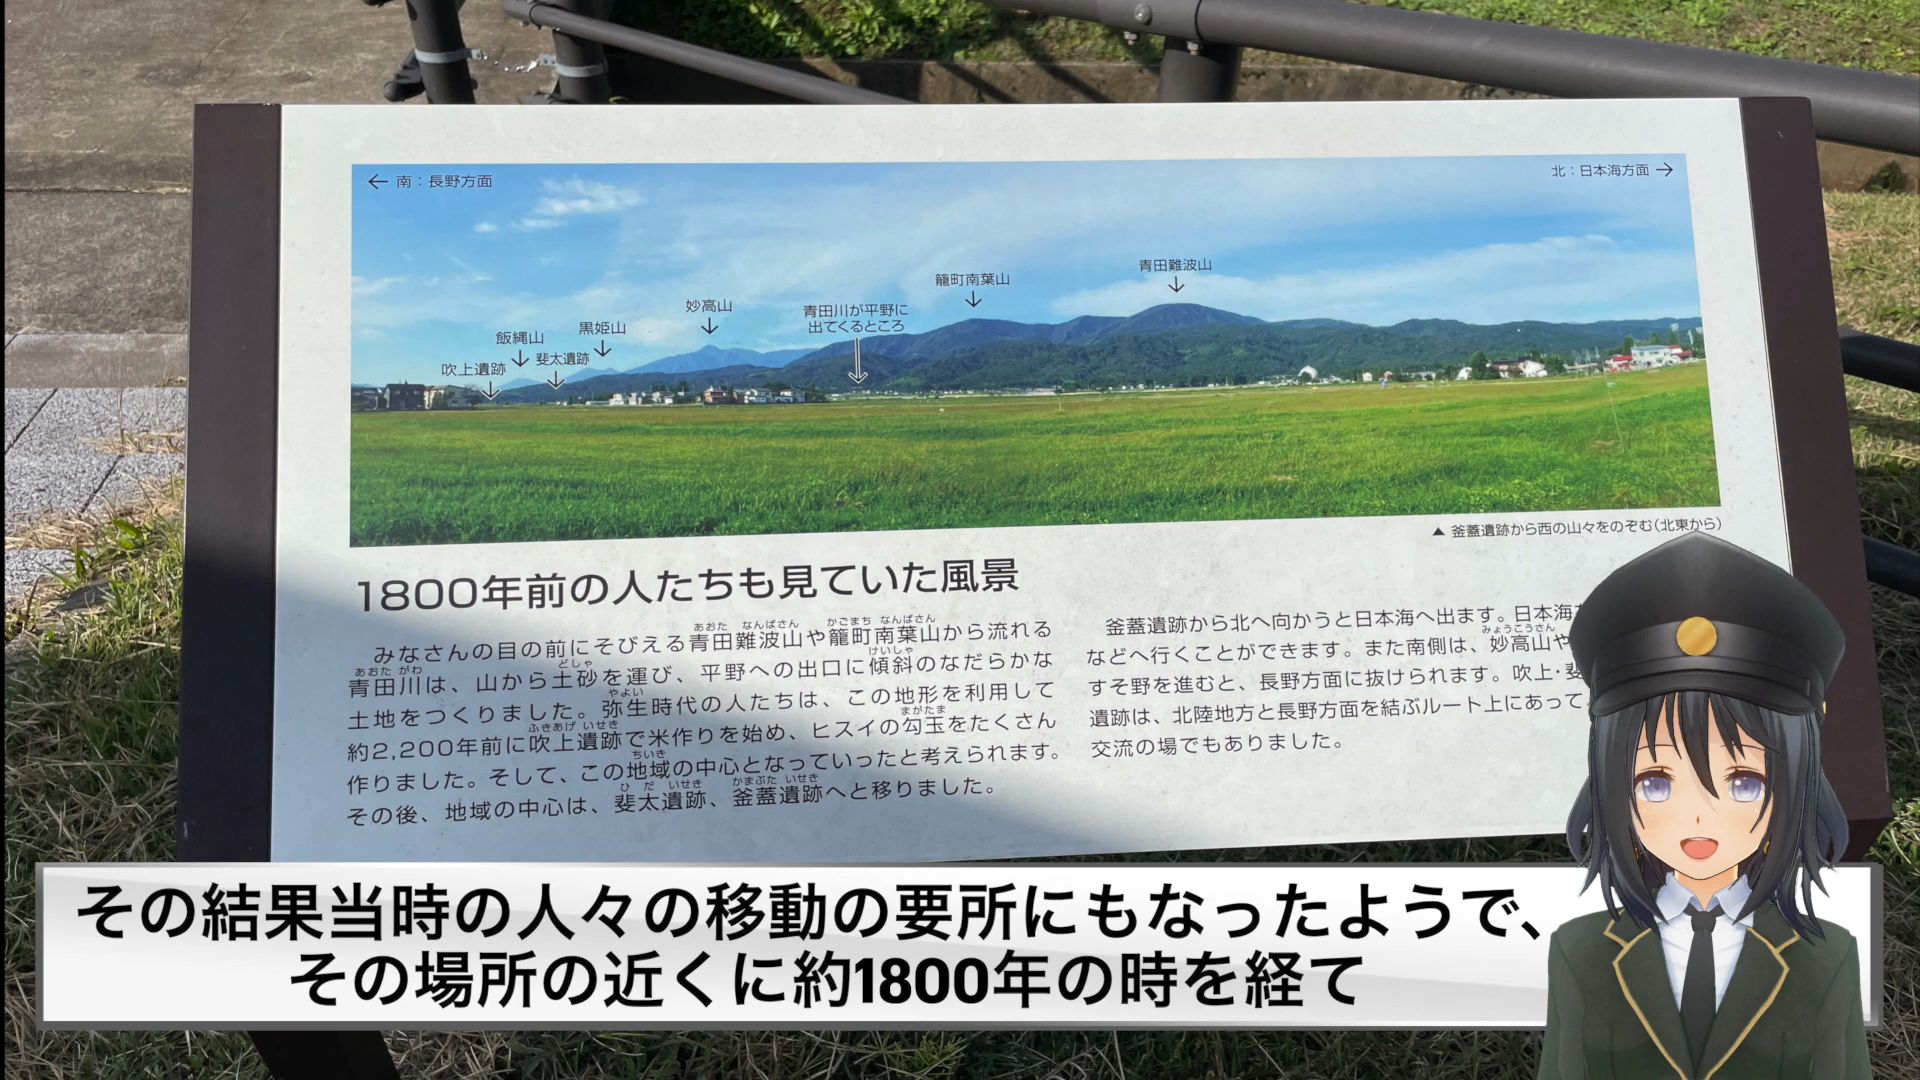 ← 南：長野方面
北：日本海方面 →
青田難波山
籠町南葉山
妙高山
青田川が平野に
出てくるところ
黒姫山
飯縄山
斐太遺跡
吹上遺跡
▲ 釜蓋遺跡から西の山々をのぞむ（北東から）
1800年前の人たちも見ていた風景
みなさんの目の前にそびえる青田難波山や籠町南葉山から流れる
青田川は、山から土砂を運び、平野への出口に傾斜のなだらかな
土地をつくりました。弥生時代の人たちは、この地形を利用して
約2,200年前に吹上遺跡で米作りを始め、ヒスイの勾玉をたくさん
作りました。そして、この地域の中心となっていったと考えられます。
その後、地域の中心は、斐太遺跡、釜蓋遺跡へと移りました。
釜蓋遺跡から北へ向かうと日本海へ出ます。日本海
などへ行くことができます。また南側は、妙高山や
すそ野を進むと、長野方面に抜けられます。吹上・斐
遺跡は、北陸地方と長野方面を結ぶルート上にあって
交流の場でもありました。
その結果当時の人々の移動の要所にもなったようで、
その場所の近くに約1800年の時を経て